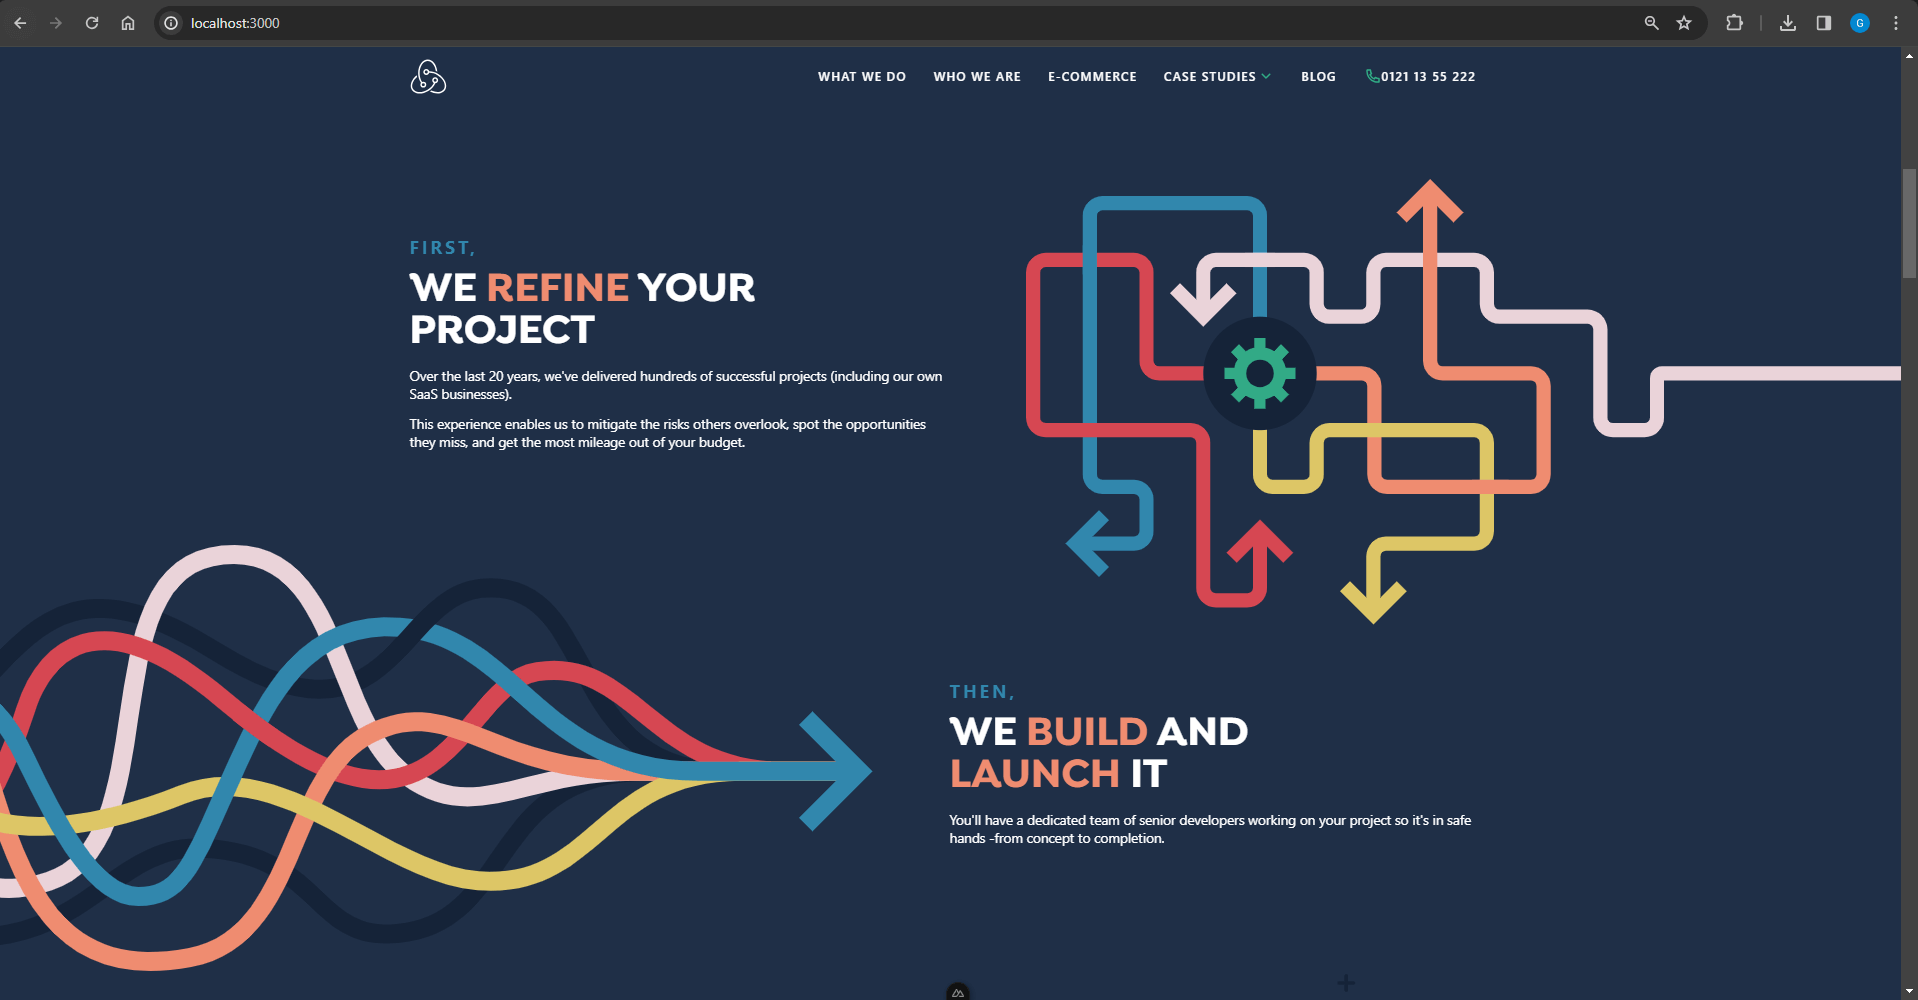 localhost:3000
G
WHAT WE DO WHO WE ARE E-COMMERCE CASE STUDIES BLOG 0121 13 55 222
FIRST,
WE REFINE YOUR
PROJECT
Over the last 20 years, we've delivered hundreds of successful projects (including our own
SaaS businesses).
This experience enables us to mitigate the risks others overlook, spot the opportunities
they miss, and get the most mileage out of your budget.
THEN,
WE BUILD AND
LAUNCH IT
You'll have a dedicated team of senior developers working on your project so it's in safe
hands -from concept to completion.